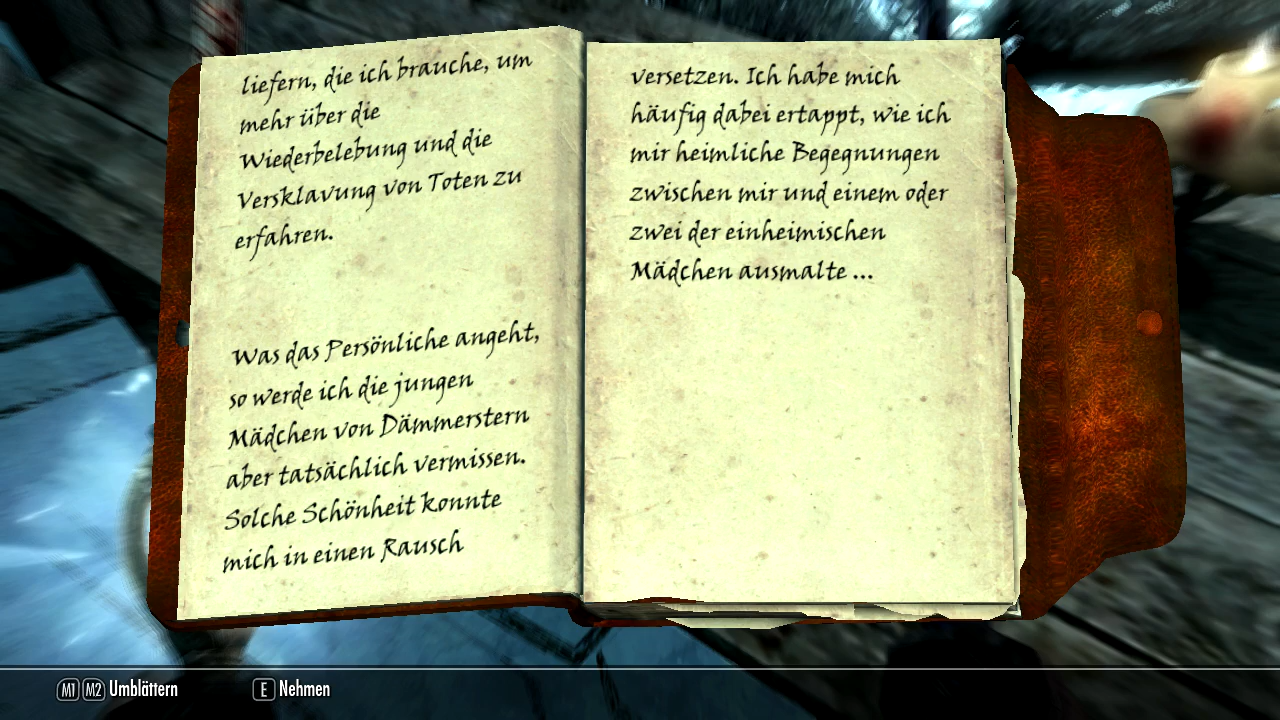 liefern, die ich brauche, um
mehr über die
Wiederbelebung und die
Versklavung von Toten zu
erfahren.
Was das Persönliche angeht,
so werde ich die jungen
Mädchen von Dämmerstern
aber tatsächlich vermissen.
Solche Schönheit konnte
mich in einen Rausch
versetzen. Ich habe mich
häufig dabei ertappt, wie ich
mir heimliche Begegnungen
zwischen mir und einem oder
zwei der einheimischen
Mädchen ausmalte ...
M1 M2 Umblättern
E Nehmen